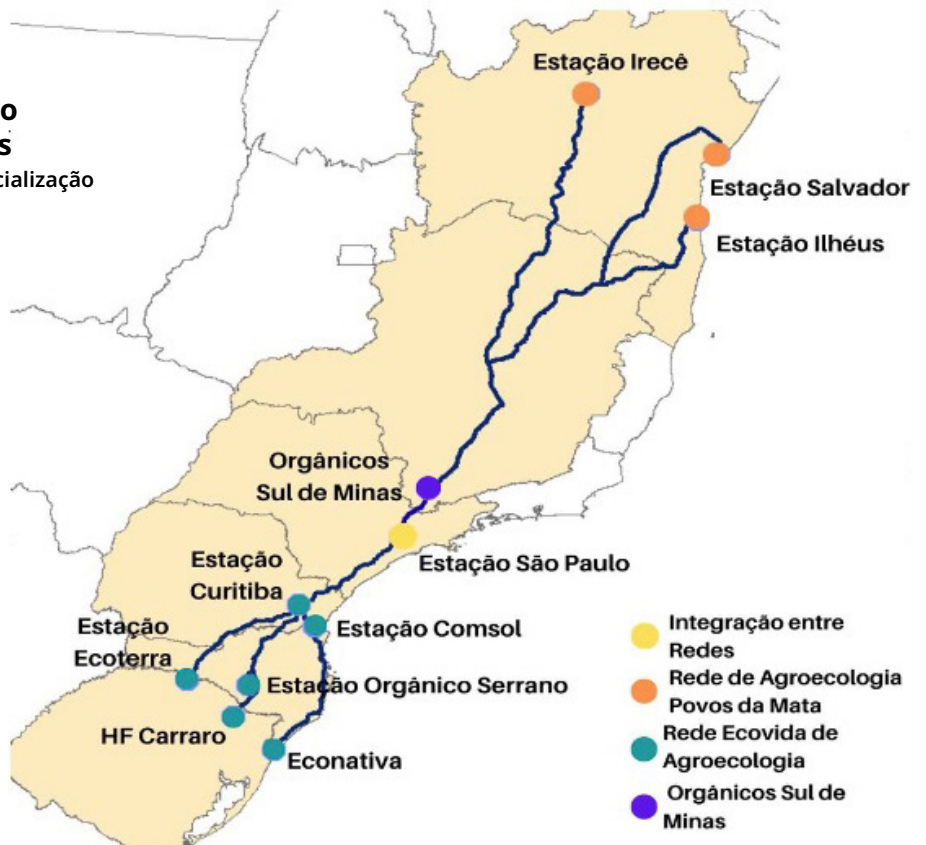 o
s
cialização
Estação Irecê
Estação Salvador
Estação Ilhéus
Orgânicos
Sul de Minas
Estação São Paulo
Estação
Curitiba
Estação
Ecoterra
Estação Comsol
Estação Orgânico Serrano
HF Carraro
Econativa
Integração entre
Redes
Rede de Agroecologia
Povos da Mata
Rede Ecovida de
Agroecologia
Orgânicos Sul de
Minas